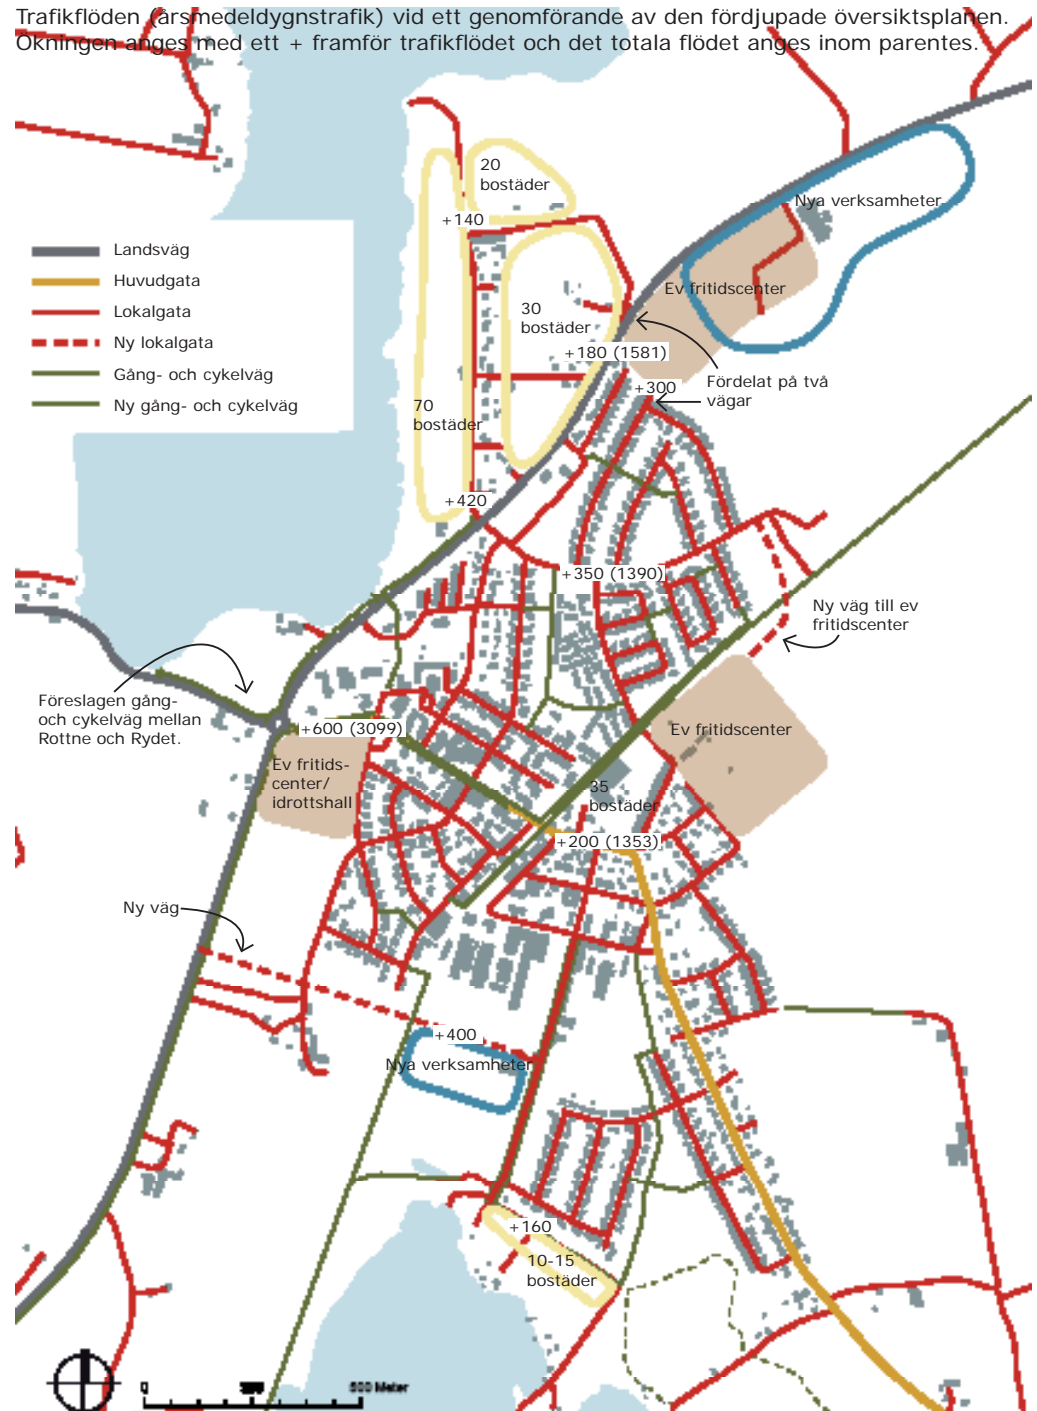 Trafikflöden (årsmedeldygnstrafik) vid ett genomförande av den fördjupade översiktsplanen.
Ökningen anges med ett + framför trafikflödet och det totala flödet anges inom parentes.
20
bostäder
+140
Nya verksamheter
Landsväg
Huvudgata
Lokalgata
Ny lokalgata
Gång- och cykelväg
Ny gång- och cykelväg
Ev fritidscenter
30
bostäder
+180 (1581)
+300
Fördelat på två
vägar
70
bostäder
+420
+350 (1390)
Ny väg till ev
fritidscenter
Föreslagen gång-
och cykelväg mellan
Rottne och Rydet.
+600 (3099)
Ev fritidscenter
Ev fritids-
center/
idrottshall
35
bostäder
+200 (1353)
Ny väg
+400
Nya verksamheter
+160
10-15
bostäder
0
500 Meter